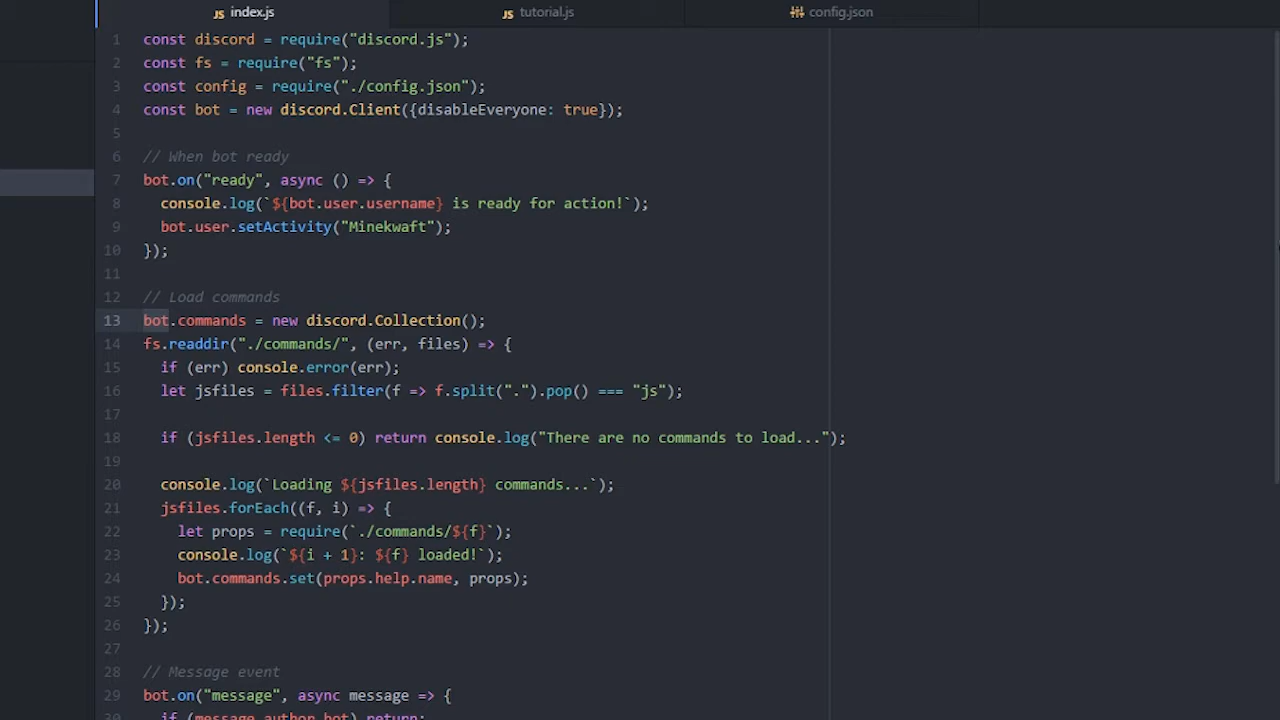 index.js
tutorial.js
config.json
1 const discord = require("discord.js");
2 const fs = require("fs");
3 const config = require("./config.json");
4 const bot = new discord.Client({disableEveryone: true});
5
6 // When bot ready
7 bot.on("ready", async () => {
8 console.log(`${bot.user.username} is ready for action!`);
9 bot.user.setActivity("Minekwaft");
10 });
11
12 // Load commands
13 bot.commands = new discord.Collection();
14 fs.readdir("./commands/", (err, files) => {
15 if (err) console.error(err);
16 let jsfiles = files.filter(f => f.split(".").pop() === "js");
17
18 if (jsfiles.length <= 0) return console.log("There are no commands to load...");
19
20 console.log(`Loading ${jsfiles.length} commands...`);
21 jsfiles.forEach((f, i) => {
22 let props = require(`./commands/${f}`);
23 console.log(`${i + 1}: ${f} loaded!`);
24 bot.commands.set(props.help.name, props);
25 });
26 });
27
28 // Message event
29 bot.on("message", async message => {
30 if (message.author.bot) return;